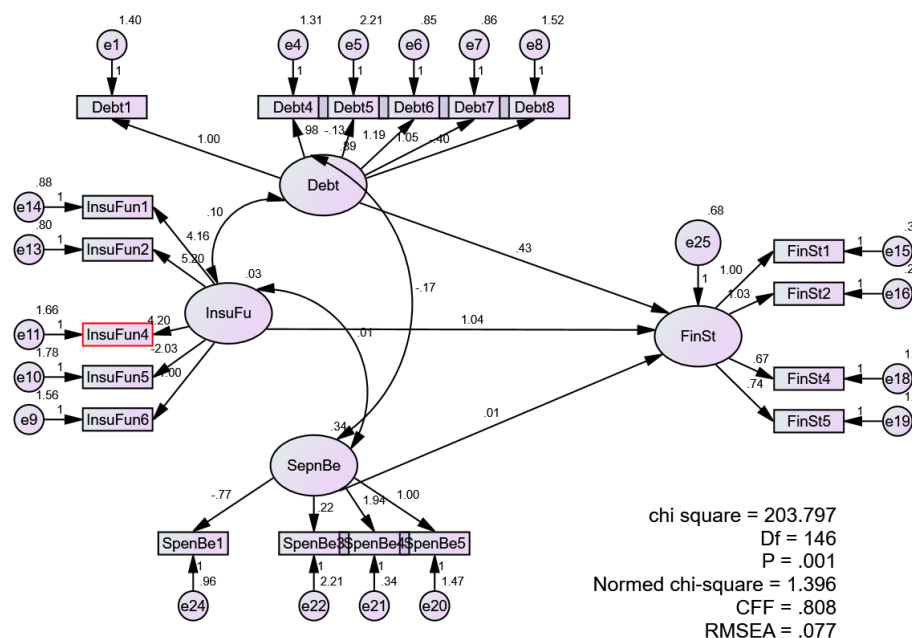 1.40
1.31
2.21
.85
.86
1.52
e1
e4
e5
e6
e7
e8
1
1
1
1
1
1
Debt1
Debt4
Debt5
Debt6
Debt7
Debt8
1.00
.98
-.13
1.19
1.05
-.40
.89
Debt
.88
e14
1
InsuFun1
.80
e13
1
InsuFun2
.10
4.16
5.20
.03
InsuFu
1.66
e11
1
InsuFun4
4.20
1.78
e10
1
InsuFun5
-2.03
1.00
1.56
e9
1
InsuFun6
.43
-.17
1.04
.01
.01
.68
e25
1
FinSt
1.00
1.03
.67
.74
FinSt1
1
e15
FinSt2
1
e16
FinSt4
1
e18
FinSt5
1
e19
.34
SepnBe
-.77
.22
1.94
1.00
SpenBe1
SpenBe3
SpenBe4
SpenBe5
1
1
1
1
.96
2.21
.34
1.47
e24
e22
e21
e20
chi square = 203.797
Df = 146
P = .001
Normed chi-square = 1.396
CFF = .808
RMSEA = .077